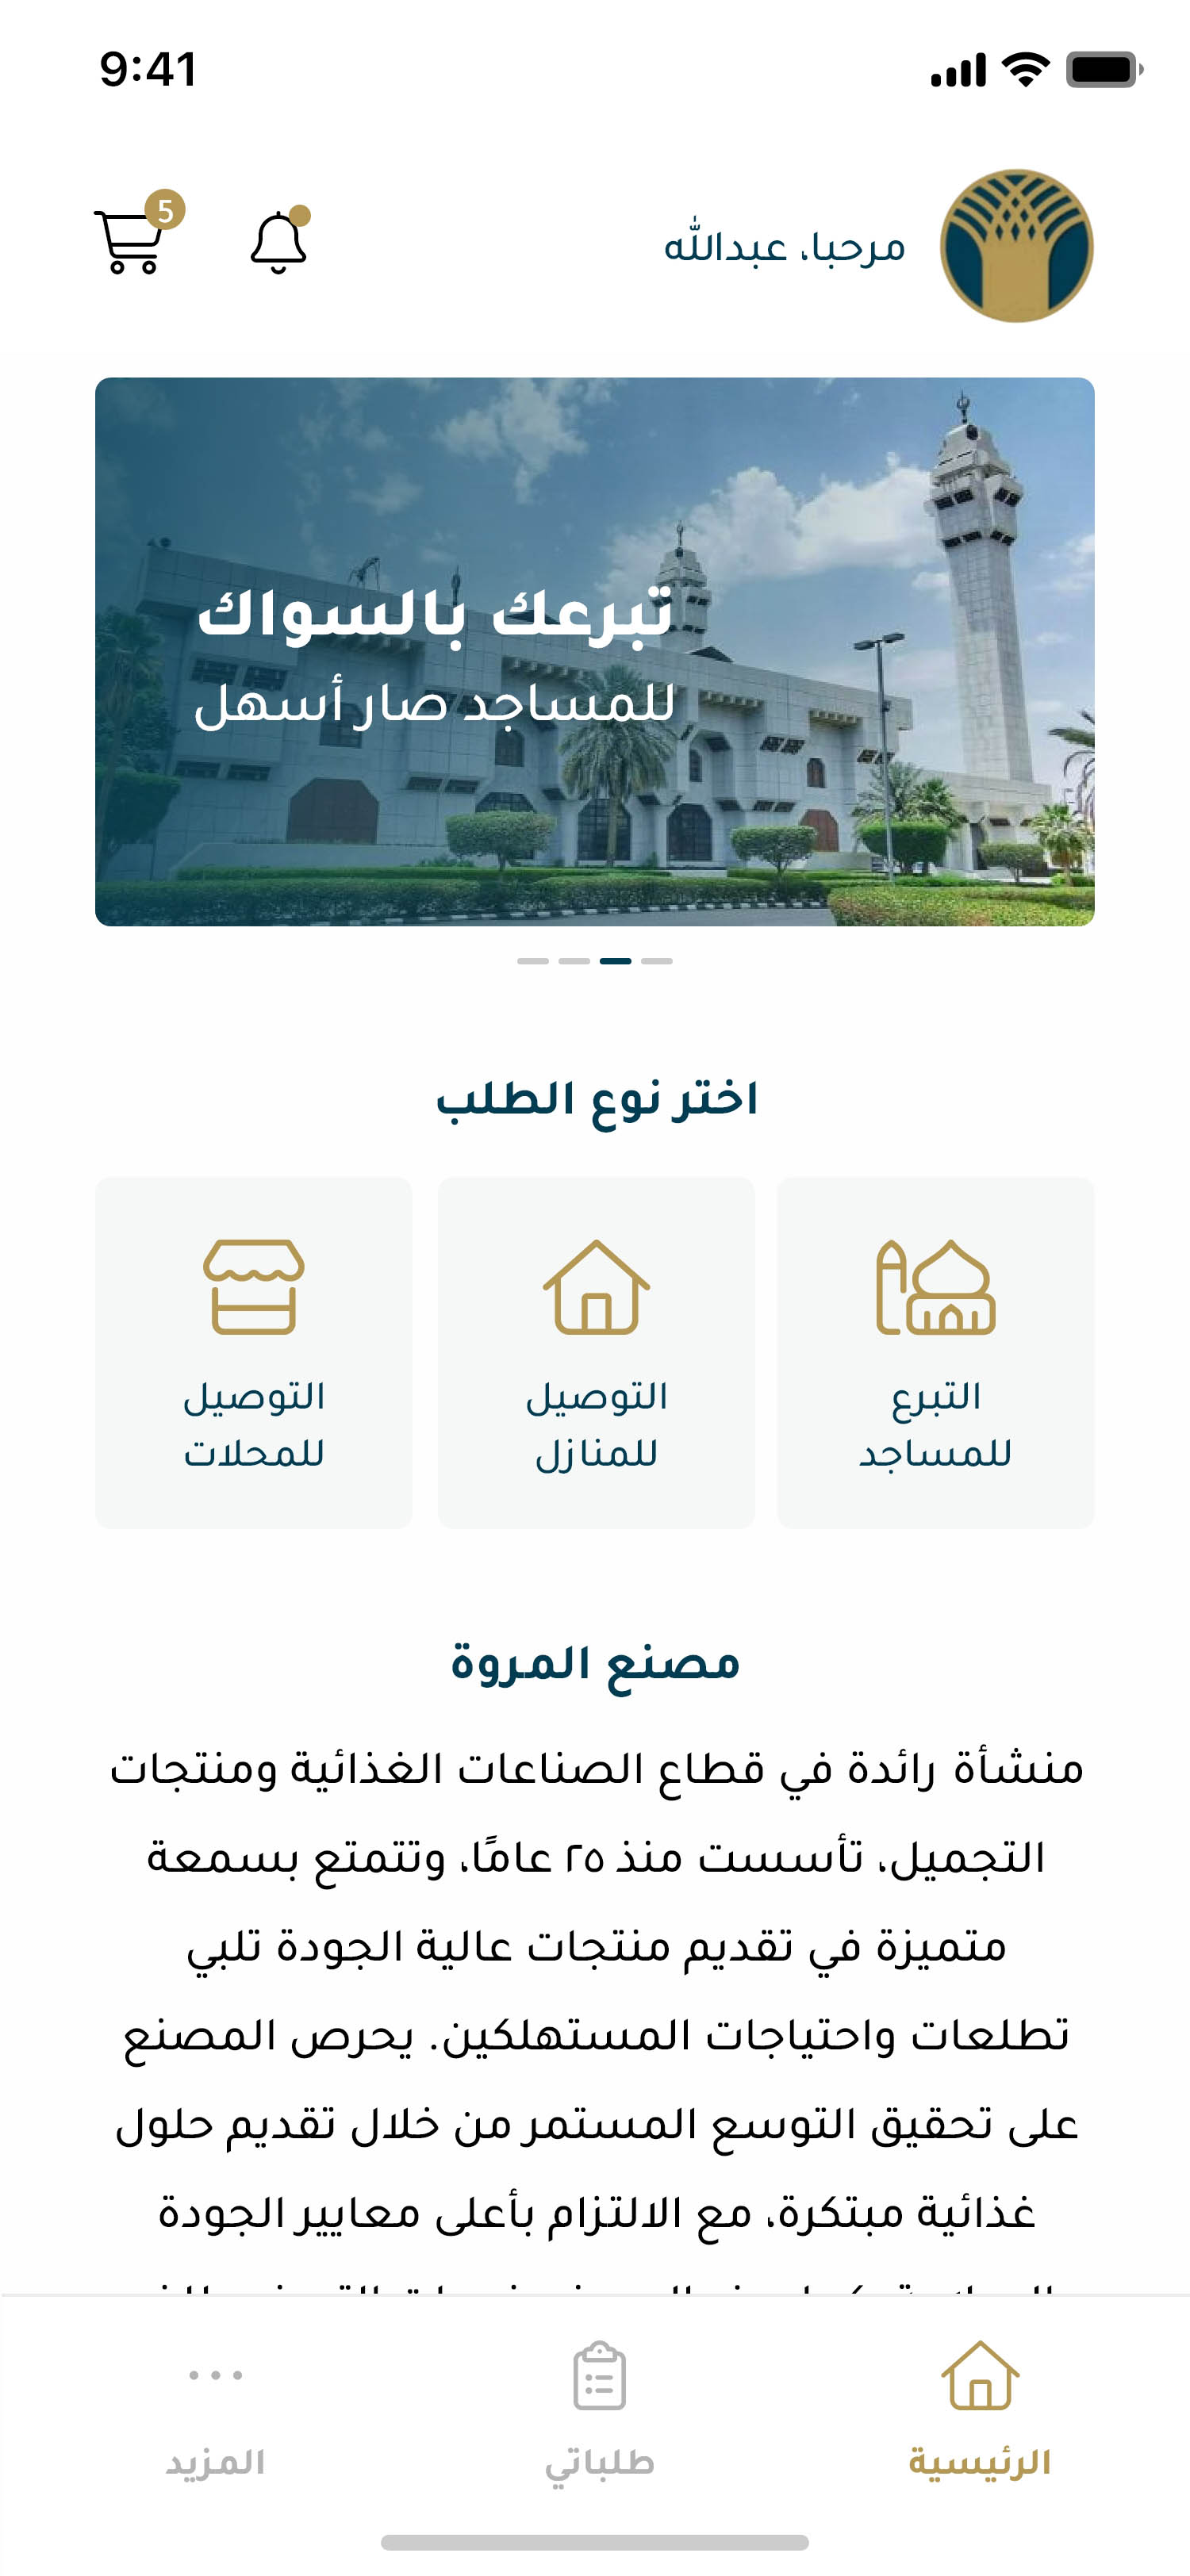 9:41
مرحبا، عبدالله
5
تبرعك بالسواك
للمساجد صار أسهل
اختر نوع الطلب
التبرع
للمساجد
التوصيل
للمنازل
التوصيل
للمحلات
مصنع المروة
منشأة رائدة في قطاع الصناعات الغذائية ومنتجات
التجميل، تأسست منذ ٢٥ عامًا، وتتمتع بسمعة
متميزة في تقديم منتجات عالية الجودة تلبي
تطلعات واحتياجات المستهلكين. يحرص المصنع
على تحقيق التوسع المستمر من خلال تقديم حلول
غذائية مبتكرة، مع الالتزام بأعلى معايير الجودة
الرئيسية
طلباتي
المزيد